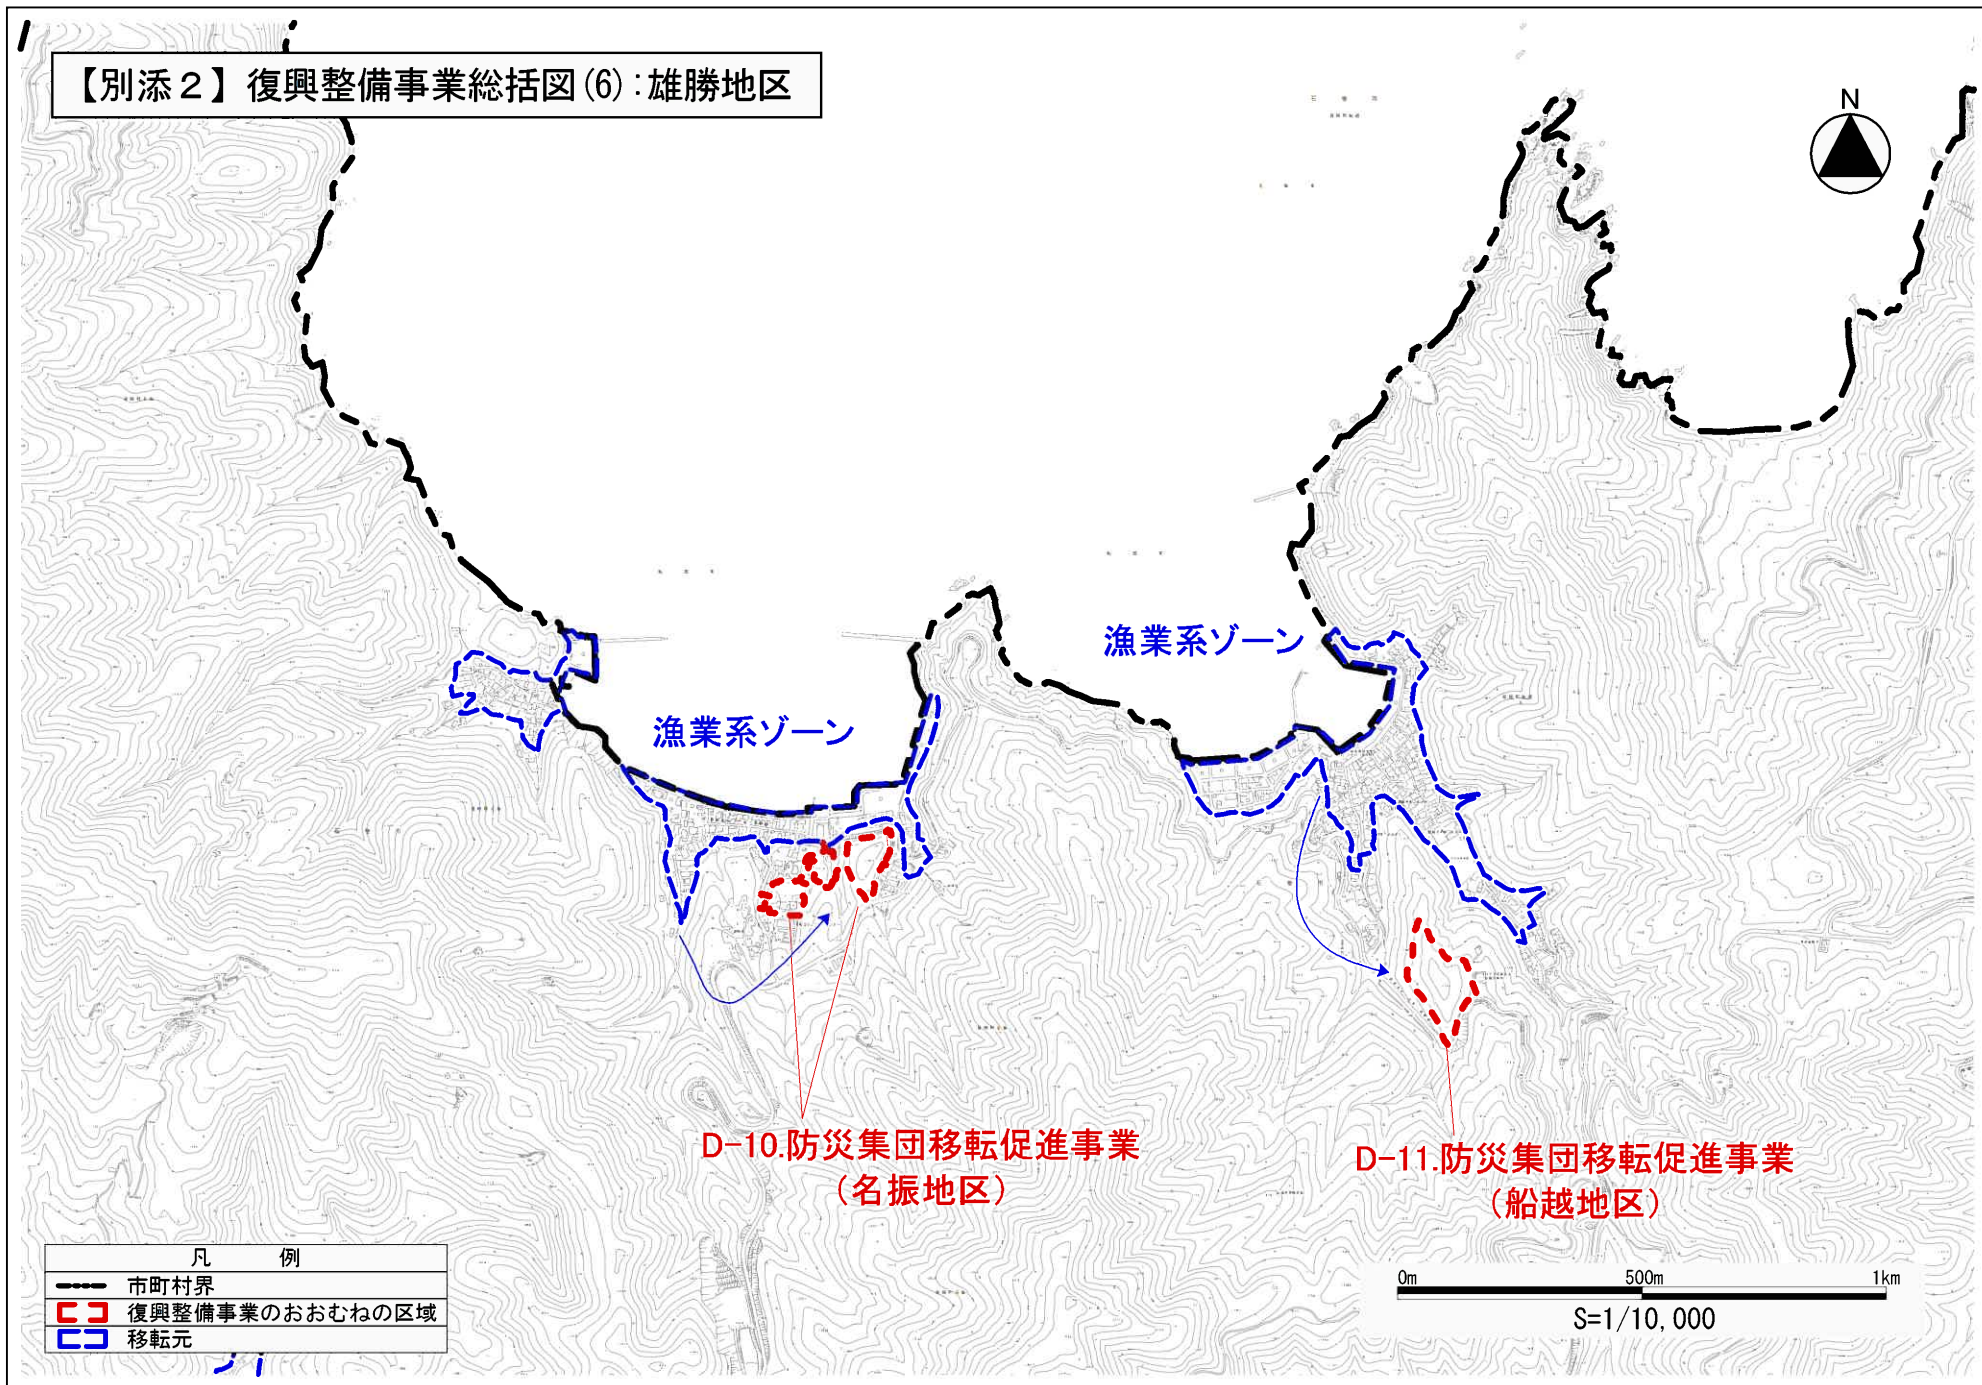 【別添２】復興整備事業総括図(6):雄勝地区
N
漁業系ゾーン
漁業系ゾーン
D-10.防災集団移転促進事業
(名振地区)
D-11.防災集団移転促進事業
(船越地区)
凡　例
市町村界
復興整備事業のおおむねの区域
移転元
0m 500m 1km
S=1/10,000